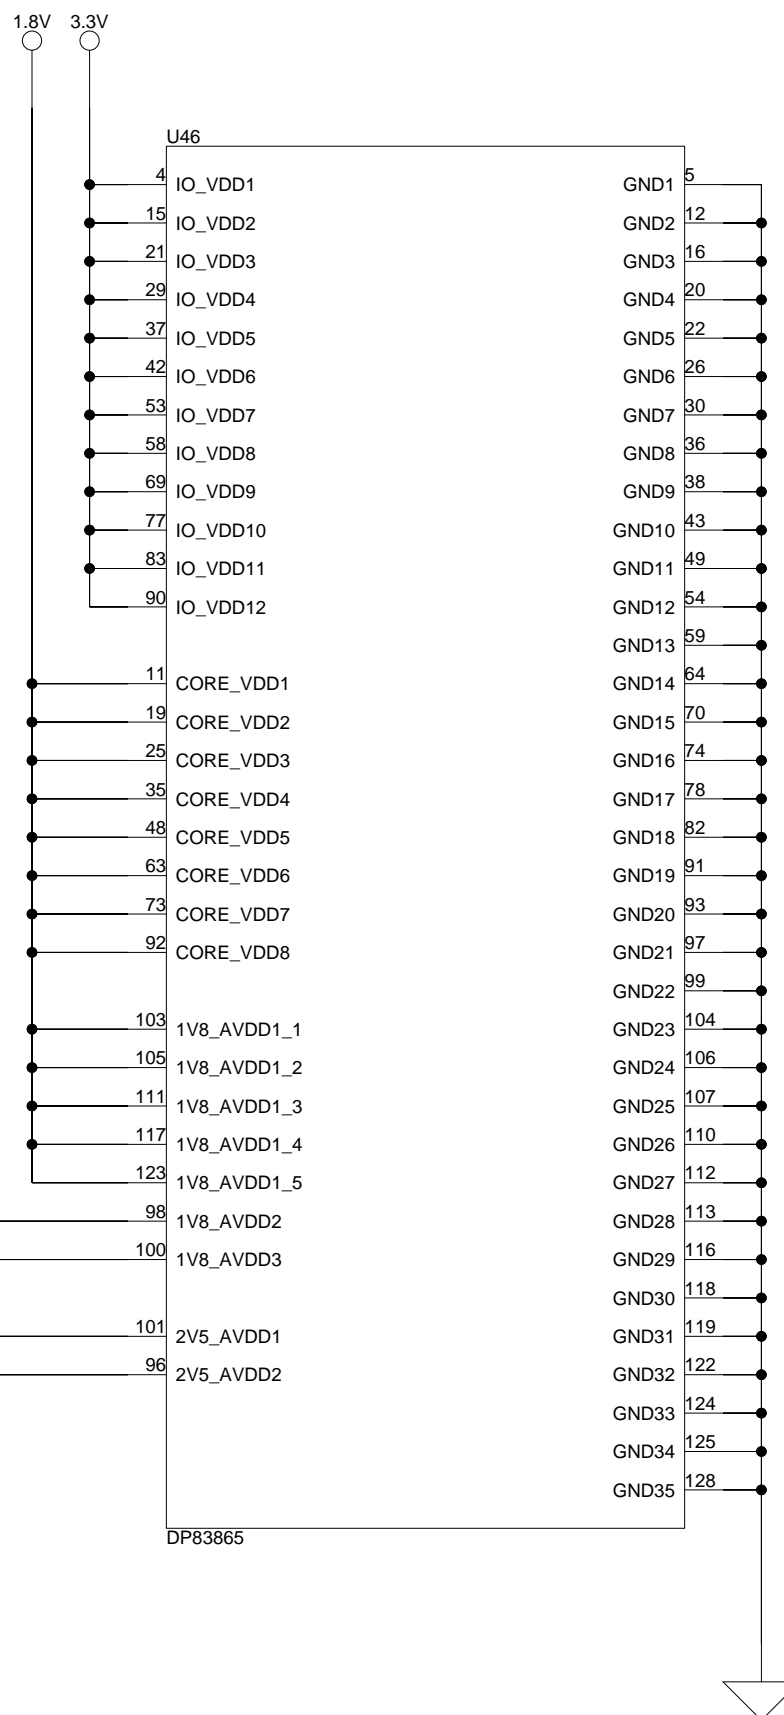 1.8V 3.3V
U46
4 IO_VDD1 GND1 5
15 IO_VDD2 GND2 12
21 IO_VDD3 GND3 16
29 IO_VDD4 GND4 20
37 IO_VDD5 GND5 22
42 IO_VDD6 GND6 26
53 IO_VDD7 GND7 30
58 IO_VDD8 GND8 36
69 IO_VDD9 GND9 38
77 IO_VDD10 GND10 43
83 IO_VDD11 GND11 49
90 IO_VDD12 GND12 54
GND13 59
11 CORE_VDD1 GND14 64
19 CORE_VDD2 GND15 70
25 CORE_VDD3 GND16 74
35 CORE_VDD4 GND17 78
48 CORE_VDD5 GND18 82
63 CORE_VDD6 GND19 91
73 CORE_VDD7 GND20 93
92 CORE_VDD8 GND21 97
GND22 99
103 1V8_AVDD1_1 GND23 104
105 1V8_AVDD1_2 GND24 106
111 1V8_AVDD1_3 GND25 107
117 1V8_AVDD1_4 GND26 110
123 1V8_AVDD1_5 GND27 112
98 1V8_AVDD2 GND28 113
100 1V8_AVDD3 GND29 116
GND30 118
101 2V5_AVDD1 GND31 119
96 2V5_AVDD2 GND32 122
GND33 124
GND34 125
GND35 128
DP83865